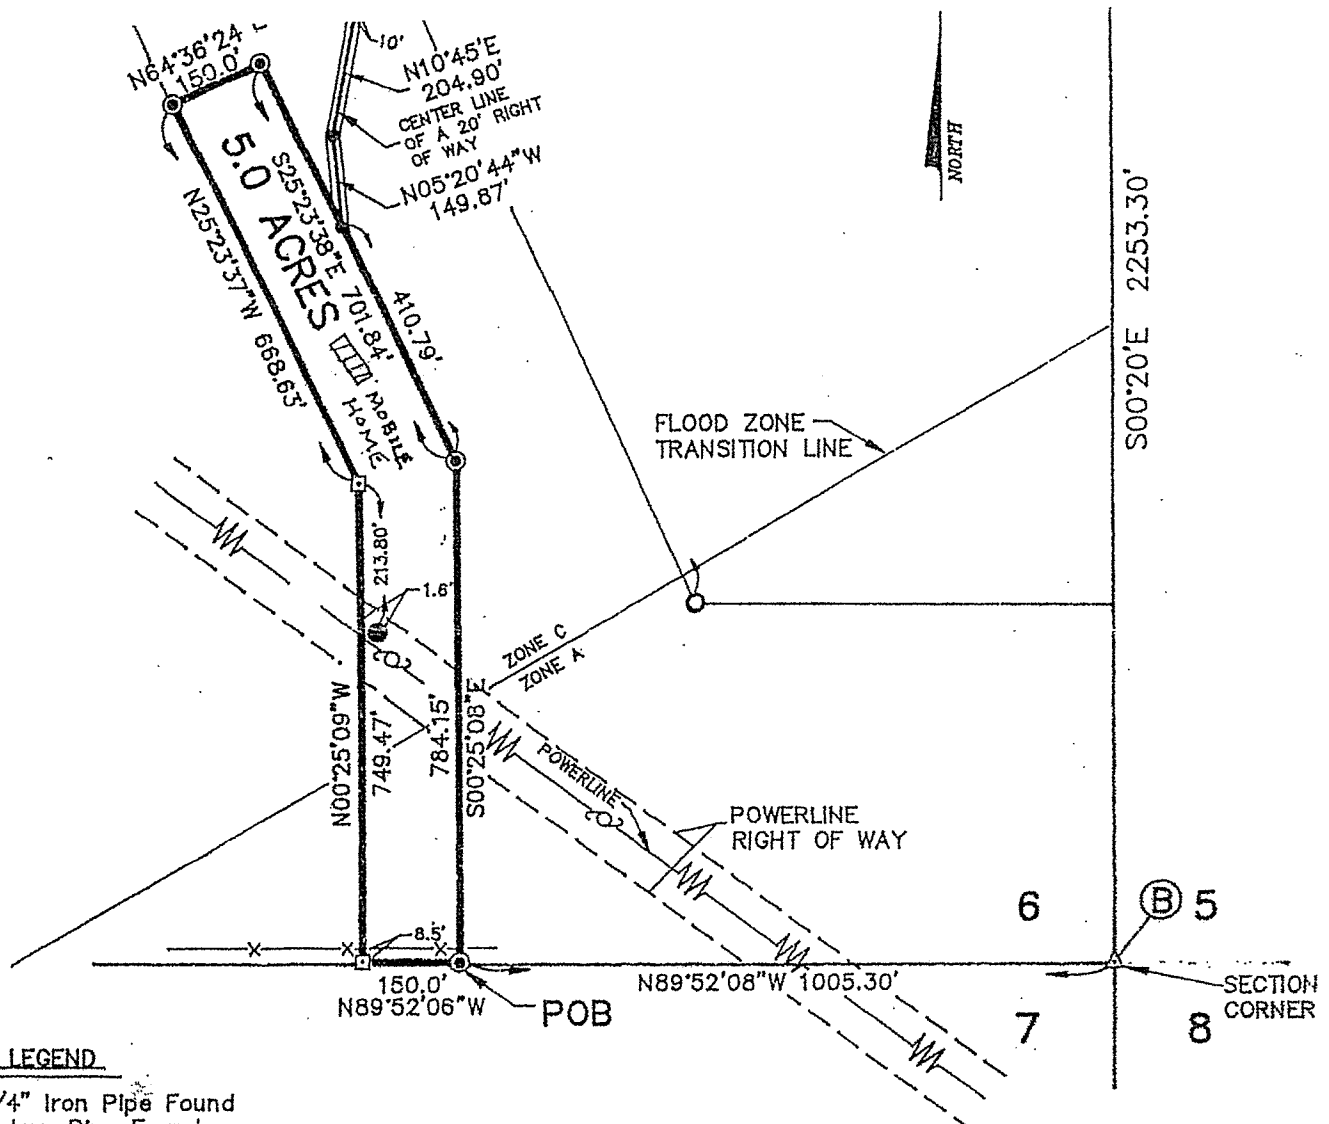 N64°36'24"E
150.0'
10'
N10°45'E
204.90'
CENTER LINE
OF A 20' RIGHT
OF WAY
N05°20'44"W
149.87'
NORTH
5.0 ACRES
S25°23'38"E 701.84'
N25°23'37"W 668.63'
410.79'
MOBILE
HOME
S00°20'E 2253.30'
FLOOD ZONE
TRANSITION LINE
213.80'
1.6'
ZONE C
ZONE A
N00°25'09"W
749.47'
784.15'
S00°25'08"E
POWERLINE
POWERLINE
RIGHT OF WAY
6
B
5
8.5'
150.0'
N89°52'06"W
POB
N89°52'08"W 1005.30'
SECTION
CORNER
7
8
LEGEND
/4" Iron Pipe Found